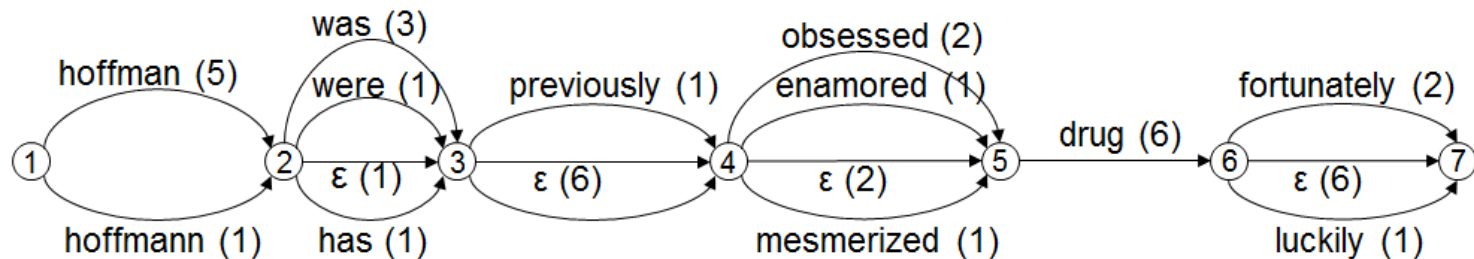 was (3)
obsessed (2)
hoffman (5)
were (1)
previously (1)
enamored (1)
fortunately (2)
drug (6)
1 2 3 4 5 6 7
ε (1)
ε (6)
ε (2)
ε (6)
hoffmann (1)
has (1)
mesmerized (1)
luckily (1)